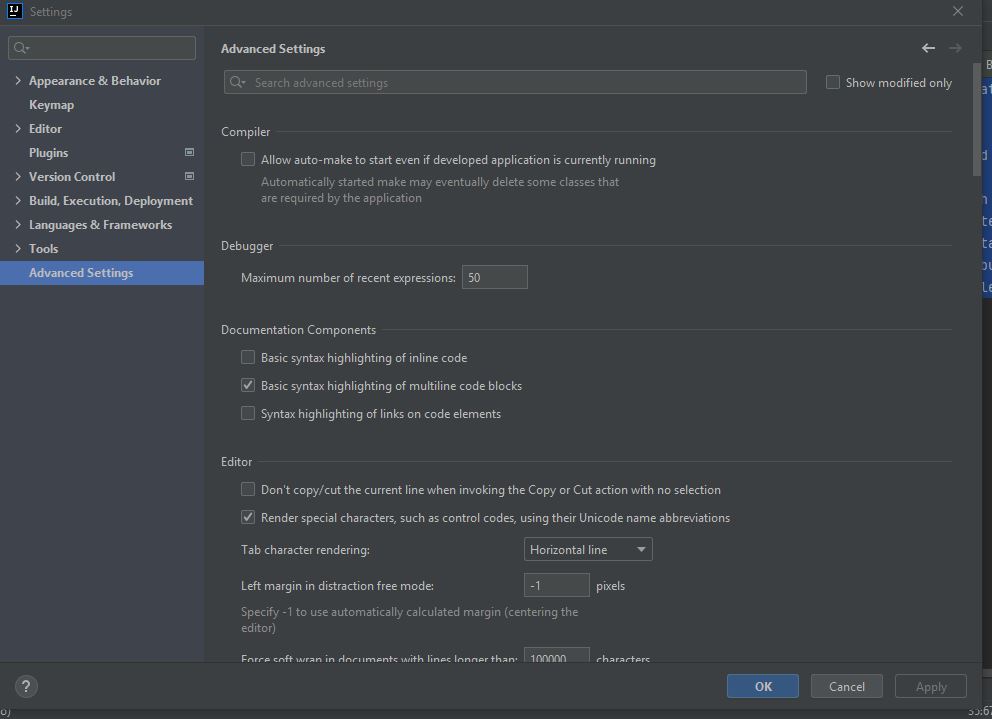 IJ
Settings
Appearance & Behavior
Keymap
Editor
Plugins
Version Control
Build, Execution, Deployment
Languages & Frameworks
Tools
Advanced Settings
Advanced Settings
Search advanced settings
Show modified only
Compiler
Allow auto-make to start even if developed application is currently running
Automatically started make may eventually delete some classes that
are required by the application
Debugger
Maximum number of recent expressions: 50
Documentation Components
Basic syntax highlighting of inline code
Basic syntax highlighting of multiline code blocks
Syntax highlighting of links on code elements
Editor
Don't copy/cut the current line when invoking the Copy or Cut action with no selection
Render special characters, such as control codes, using their Unicode name abbreviations
Tab character rendering: Horizontal line
Left margin in distraction free mode: -1 pixels
Specify -1 to use automatically calculated margin (centering the
editor)
Force soft wrap in documents with lines longer than: 100000 characters
?
OK
Cancel
Apply